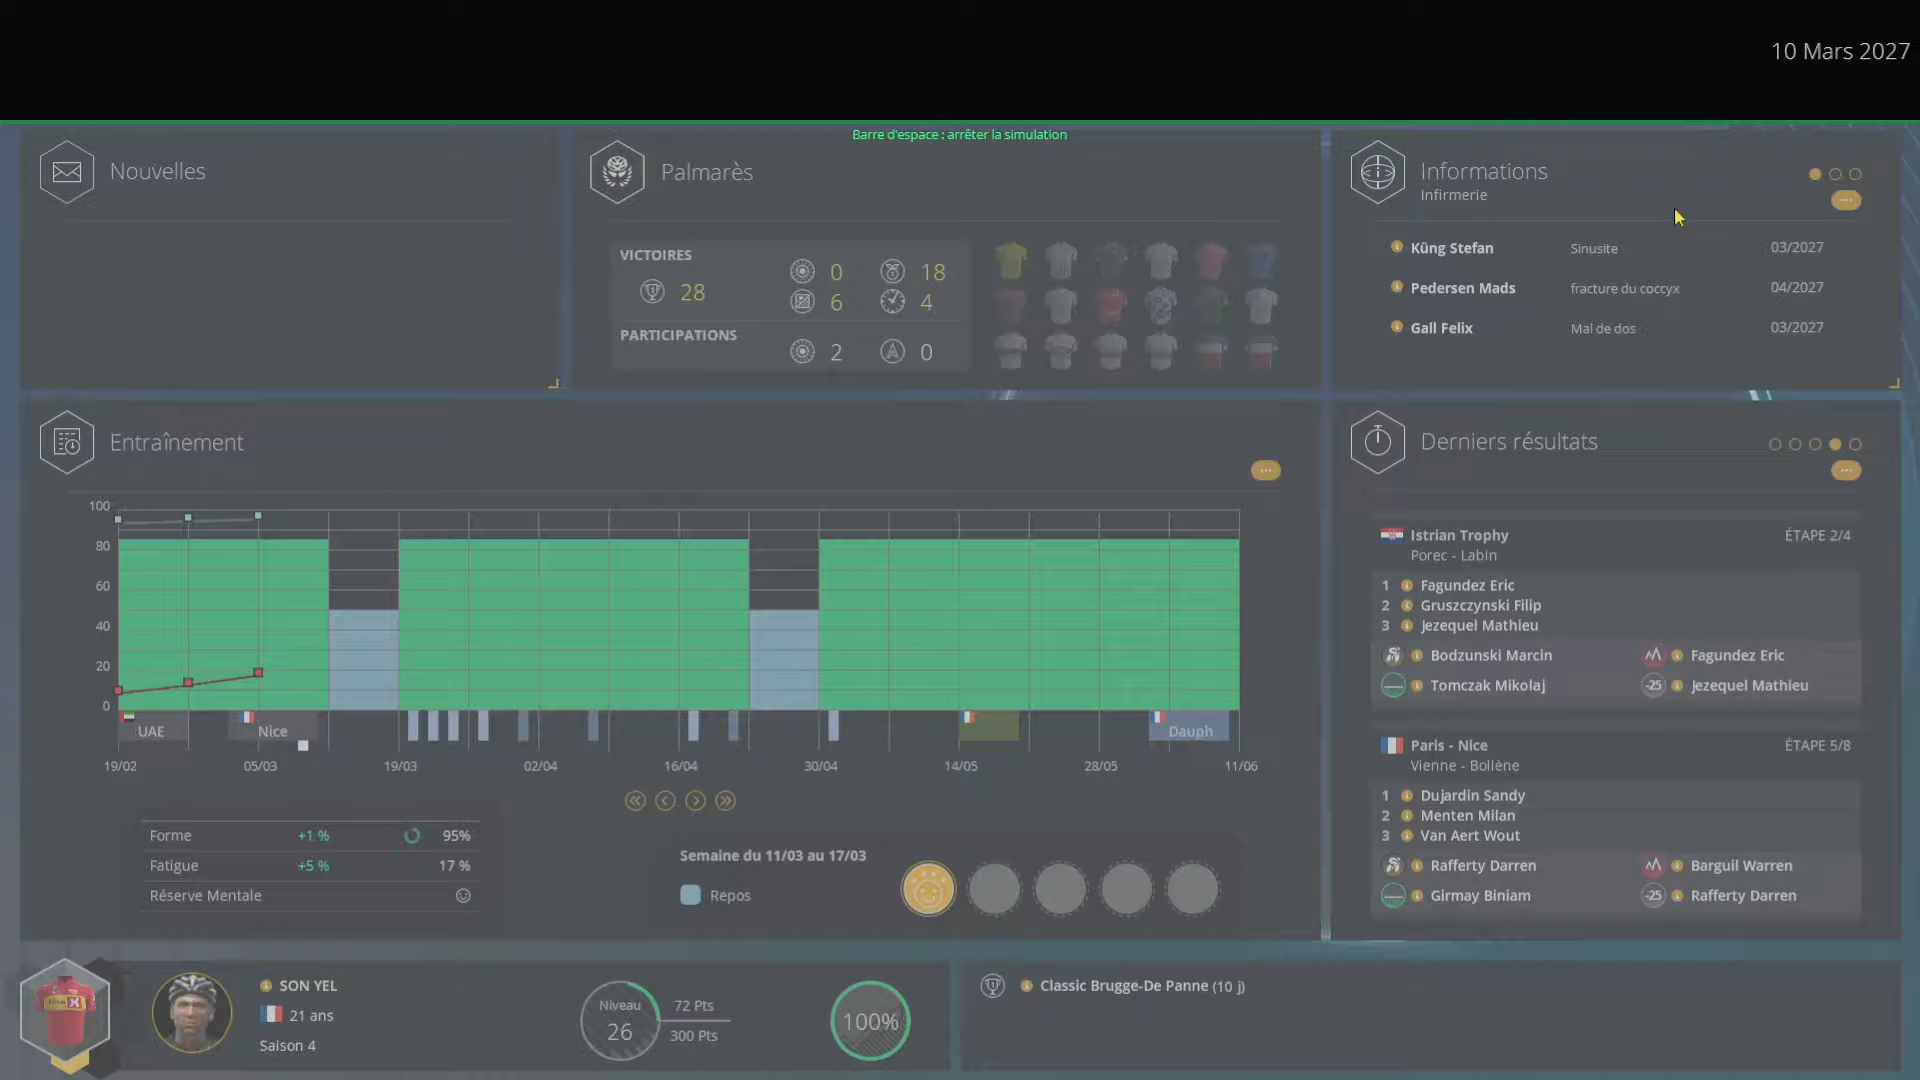 10 Mars 2027
Barre d'espace : arrêter la simulation
Nouvelles
Palmarès
VICTOIRES
28
0
18
6
4
PARTICIPATIONS
2
0
Informations
Infirmerie
Küng Stefan Sinusite 03/2027
Pedersen Mads fracture du coccyx 04/2027
Gall Felix Mal de dos 03/2027
Entraînement
100
80
60
40
20
0
UAE
Nice
Dauph
19/02 05/03 19/03 02/04 16/04 30/04 14/05 28/05 11/06
Forme +1 % 95%
Fatigue +5 % 17 %
Réserve Mentale
Semaine du 11/03 au 17/03
Repos
Derniers résultats
Istrian Trophy ÉTAPE 2/4
Porec - Labin
1 Fagundez Eric
2 Gruszczynski Filip
3 Jezequel Mathieu
Bodzunski Marcin Fagundez Eric
Tomczak Mikolaj -25 Jezequel Mathieu
Paris - Nice ÉTAPE 5/8
Vienne - Bollène
1 Dujardin Sandy
2 Menten Milan
3 Van Aert Wout
Rafferty Darren Barguil Warren
Girmay Biniam -25 Rafferty Darren
SON YEL
21 ans
Saison 4
Niveau
26
72 Pts
300 Pts
100%
Classic Brugge-De Panne (10 j)